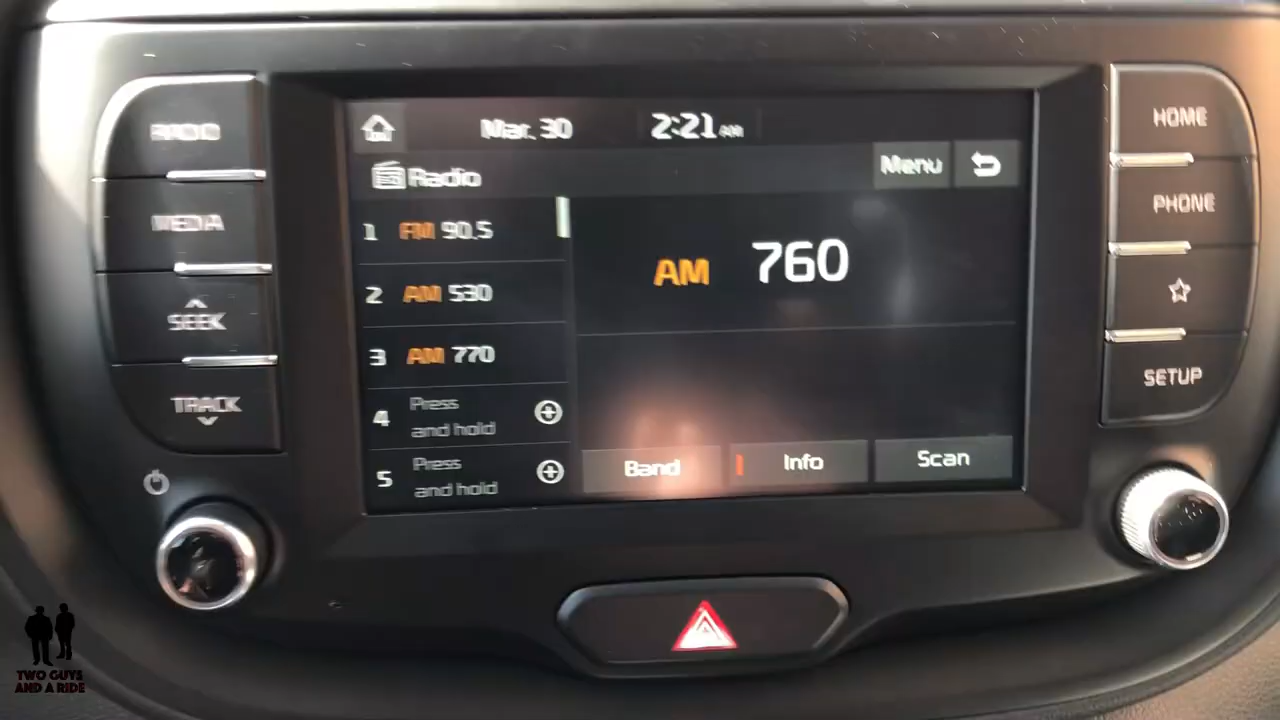 RADIO
MEDIA
SEEK
TRACK
Mar. 30 2:21 AM
Radio Menu
1 FM 90.5
2 AM 530
3 AM 770
4 Press
and hold
5 Press
and hold
AM 760
Band Info Scan
HOME
PHONE
SETUP
TWO GUYS
AND A RIDE